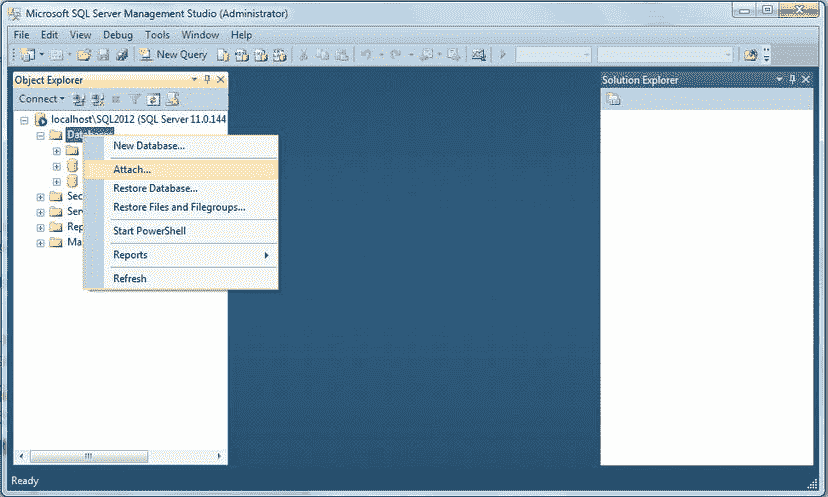 Microsoft SQL Server Management Studio (Administrator)
File Edit View Debug Tools Window Help
New Query
Object Explorer
Connect
localhost\SQL2012 (SQL Server 11.0.144
New Database...
Attach...
Restore Database...
Restore Files and Filegroups...
Start PowerShell
Reports
Refresh
Sec
Ser
Rep
Ma
Solution Explorer
Ready